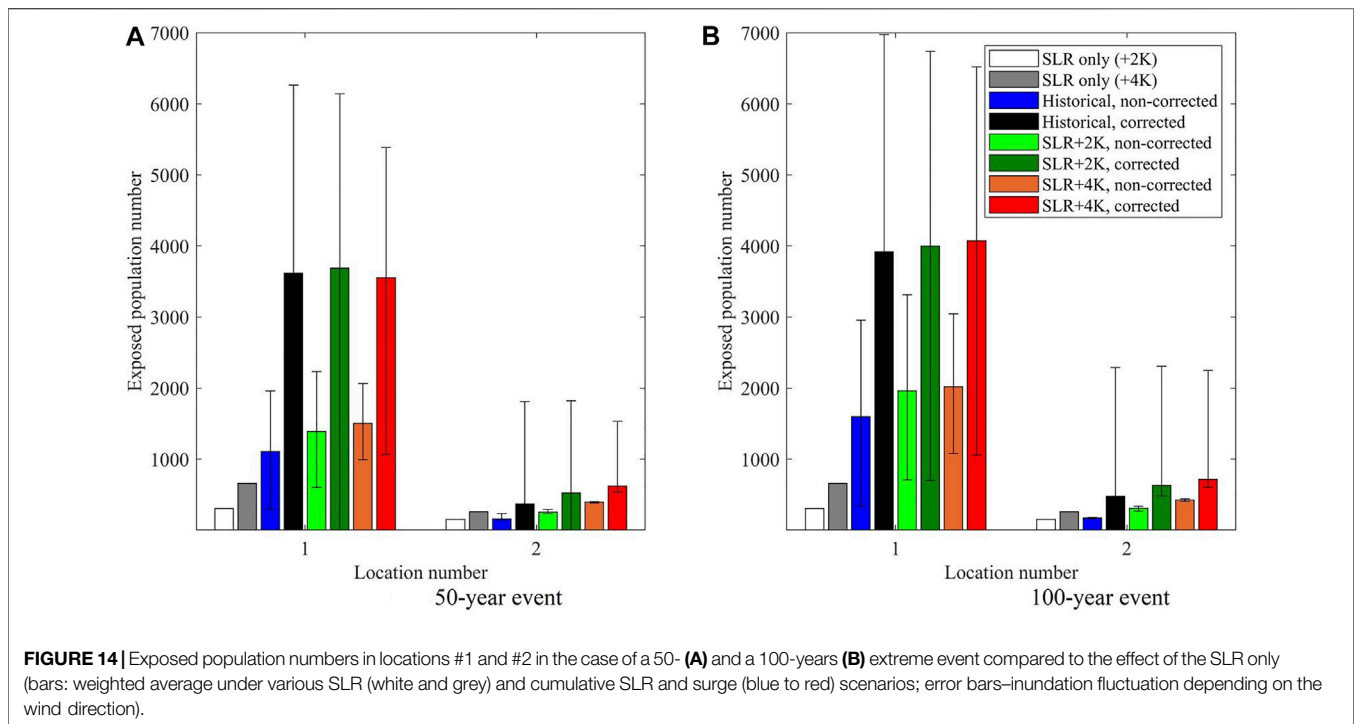 A
7000
6000
5000
4000
3000
2000
1000
Exposed population number
1
2
Location number
50-year event
B
7000
6000
5000
4000
3000
2000
1000
Exposed population number
1
2
Location number
100-year event
SLR only (+2K)
SLR only (+4K)
Historical, non-corrected
Historical, corrected
SLR+2K, non-corrected
SLR+2K, corrected
SLR+4K, non-corrected
SLR+4K, corrected
FIGURE 14 | Exposed population numbers in locations #1 and #2 in the case of a 50- (A) and a 100-years (B) extreme event compared to the effect of the SLR only
(bars: weighted average under various SLR (white and grey) and cumulative SLR and surge (blue to red) scenarios; error bars–inundation fluctuation depending on the
wind direction).